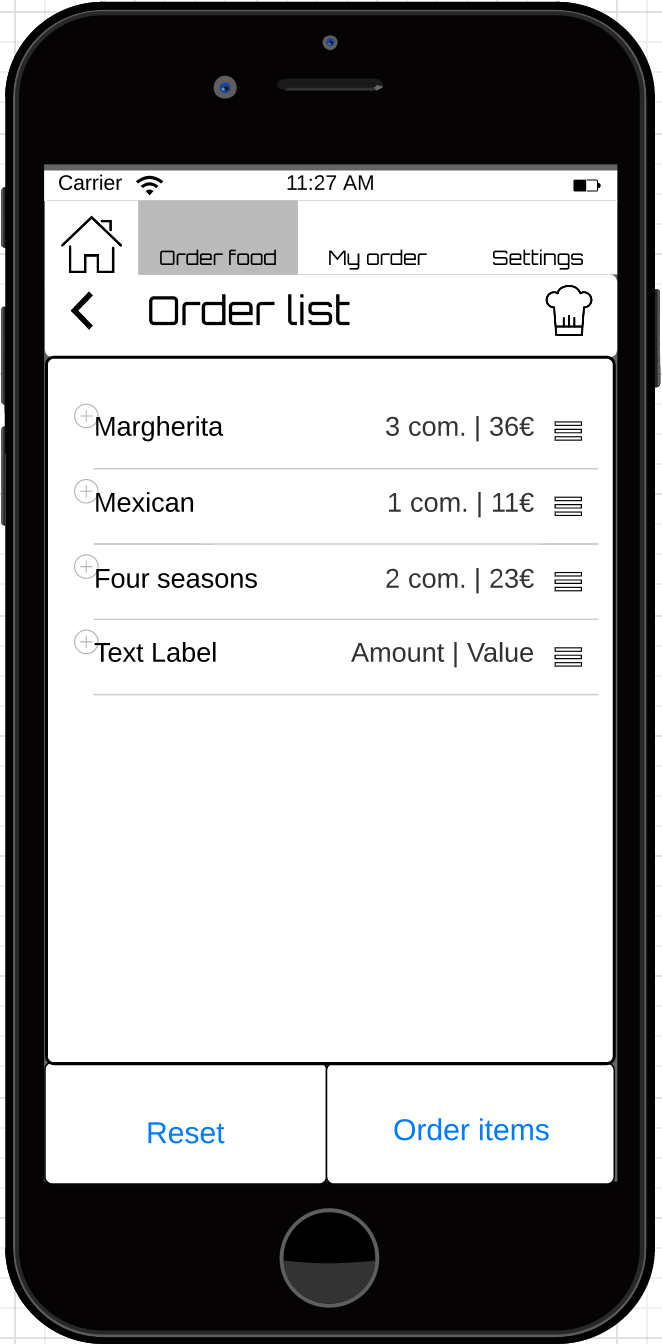 Carrier 11:27 AM
Order food My order Settings
Order list
Margherita 3 com. | 36€
Mexican 1 com. | 11€
Four seasons 2 com. | 23€
Text Label Amount | Value
Reset Order items